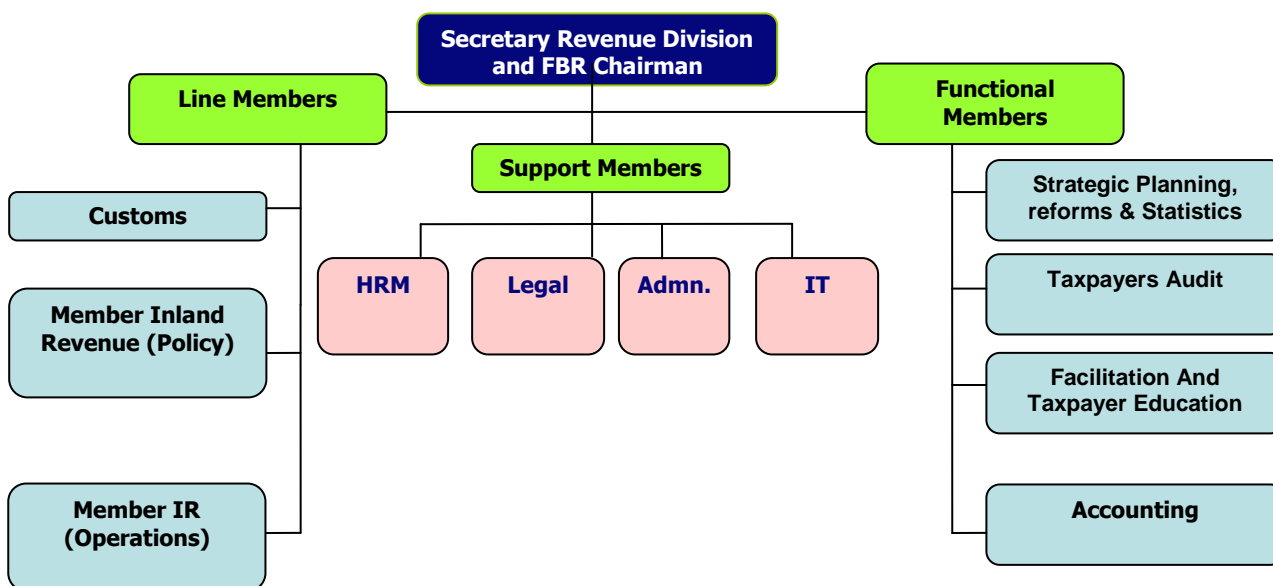 Secretary Revenue Division
and FBR Chairman
Line Members
Functional
Members
Support Members
Customs
Member Inland
Revenue (Policy)
Member IR
(Operations)
HRM
Legal
Admn.
IT
Strategic Planning,
reforms & Statistics
Taxpayers Audit
Facilitation And
Taxpayer Education
Accounting